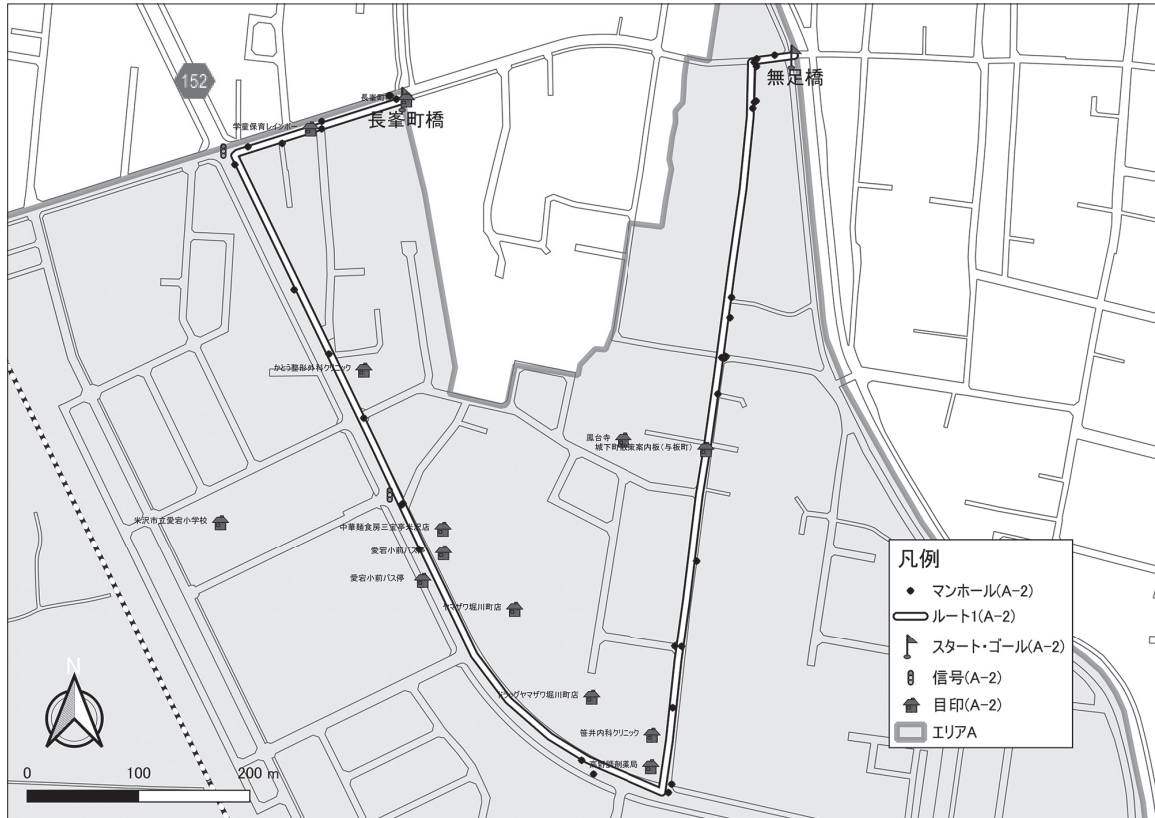 152
無足橋
長峯町
長峯町橋
学童保育レインボー
かとう整形外科クリニック
鳳台寺
城下町散策案内板(与板町)
米沢市立愛宕小学校
中華麺食房三宝亭米沢店
愛宕小前バス停
愛宕小前バス停
ヤマザワ堀川町店
ドラッグヤマザワ堀川町店
笹井内科クリニック
高野調剤薬局
N
0 100 200 m
凡例
マンホール(A-2)
ルート1(A-2)
スタート・ゴール(A-2)
信号(A-2)
目印(A-2)
エリアA